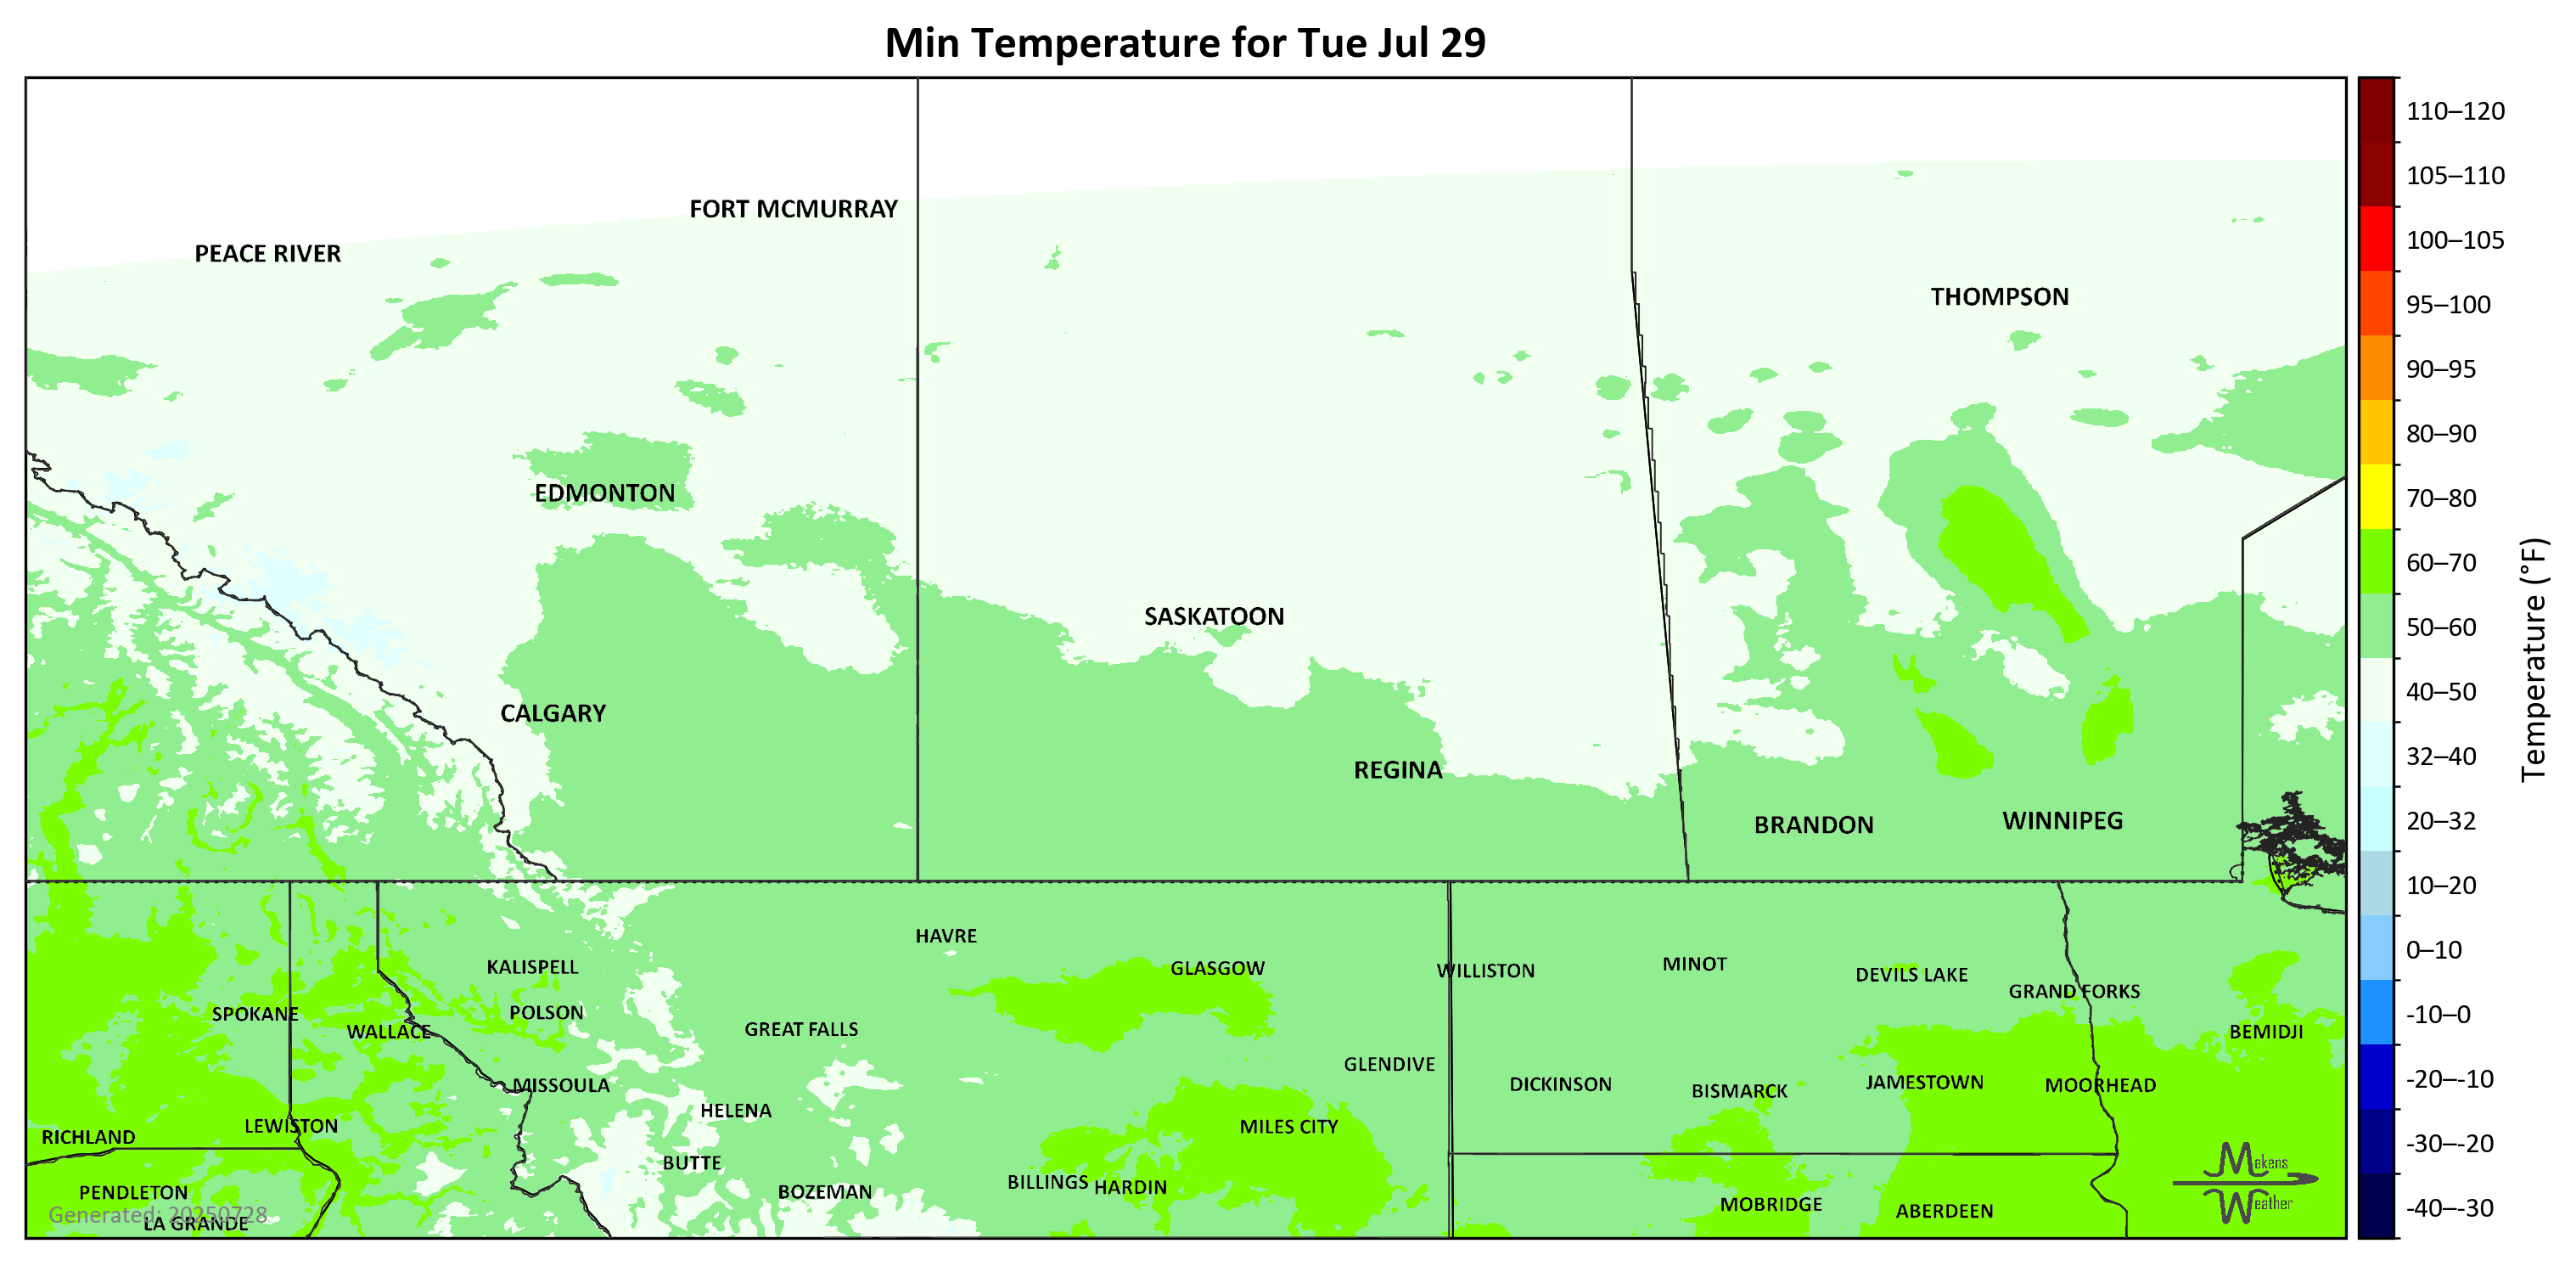 Min Temperature for Tue Jul 29
FORT MCMURRAY
PEACE RIVER
THOMPSON
EDMONTON
SASKATOON
CALGARY
REGINA
BRANDON
WINNIPEG
HAVRE
KALISPELL
GLASGOW
WILLISTON
MINOT
DEVILS LAKE
GRAND FORKS
SPOKANE
POLSON
WALLACE
GREAT FALLS
BEMIDJI
GLENDIVE
MISSOULA
DICKINSON
BISMARCK
JAMESTOWN
MOORHEAD
HELENA
LEWISTON
MILES CITY
RICHLAND
BUTTE
PENDLETON
BOZEMAN
BILLINGS
HARDIN
MOBRIDGE
ABERDEEN
Generated: 20250728
LA GRANDE
Makens
Weather
110–120
105–110
100–105
95–100
90–95
80–90
70–80
60–70
50–60
40–50
32–40
20–32
10–20
0–10
-10–0
-20–-10
-30–-20
-40–-30
Temperature (°F)